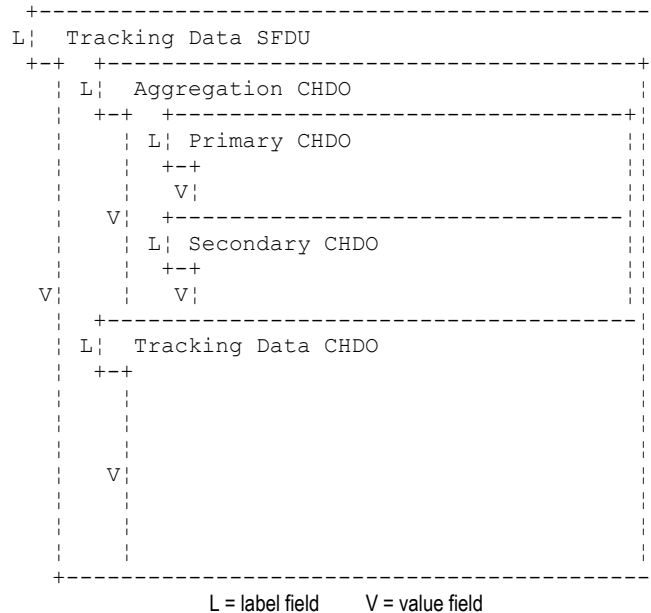 L Tracking Data SFDU
L Aggregation CHDO
L Primary CHDO
V
V
L Secondary CHDO
V V
L Tracking Data CHDO
V
L = label field V = value field